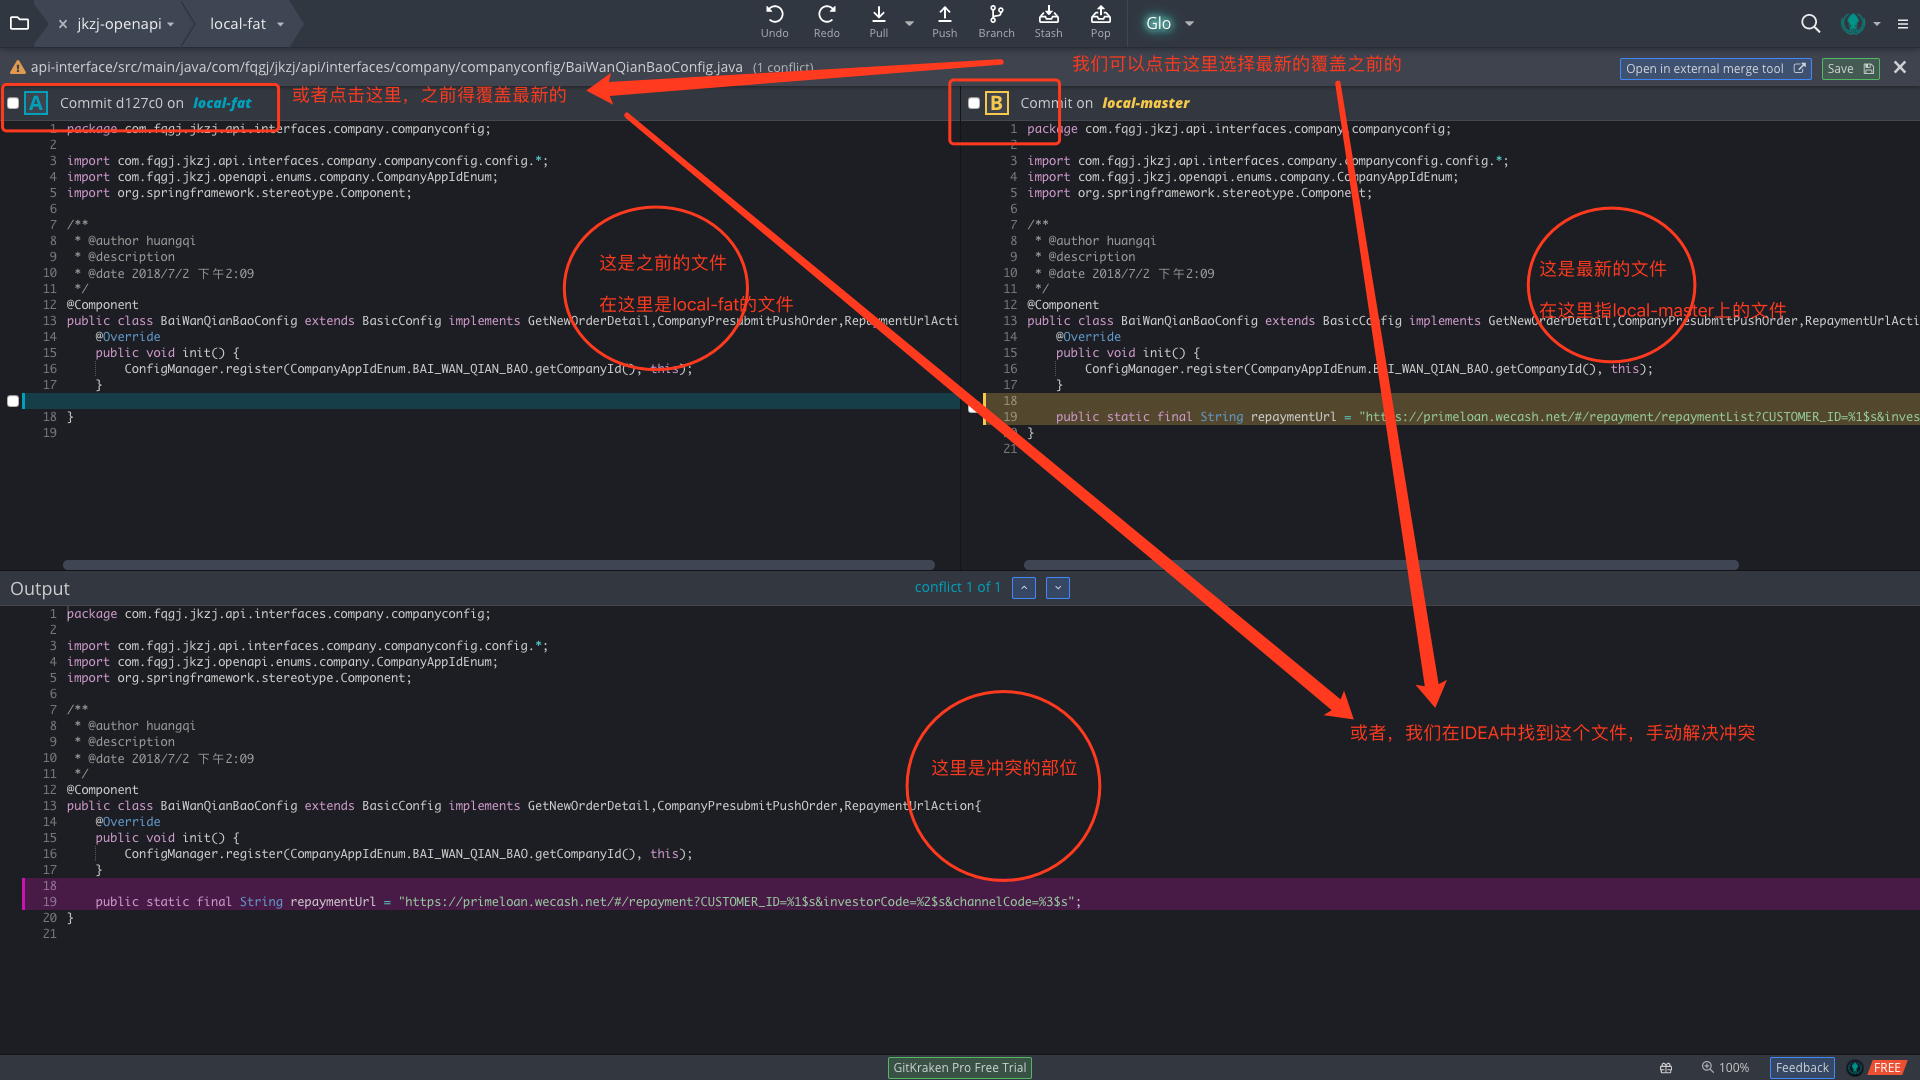 jkzj-openapi
local-fat
Undo
Redo
Pull
Push
Branch
Stash
Pop
Glo
api-interface/src/main/java/com/fqgj/jkzj/api/interfaces/company/companyconfig/BaiWanQianBaoConfig.java (1 conflict)
我们可以点击这里选择最新的覆盖之前的
Open in external merge tool
Save
A Commit d127c0 on local-fat
或者点击这里，之前得覆盖最新的
B Commit on local-master
1 package com.fqgj.jkzj.api.interfaces.company.companyconfig;
2
3 import com.fqgj.jkzj.api.interfaces.company.companyconfig.config.*;
4 import com.fqgj.jkzj.openapi.enums.company.CompanyAppIdEnum;
5 import org.springframework.stereotype.Component;
6
7 /**
8 * @author huangqi
9 * @description
10 * @date 2018/7/2 下午2:09
11 */
12 @Component
13 public class BaiWanQianBaoConfig extends BasicConfig implements GetNewOrderDetail,CompanyPresubmitPushOrder,RepaymentUrlActi
14 @Override
15 public void init() {
16 ConfigManager.register(CompanyAppIdEnum.BAI_WAN_QIAN_BAO.getCompanyId(), this);
17 }
18 }
19
这是之前的文件
在这里是local-fat的文件
1 package com.fqgj.jkzj.api.interfaces.company.companyconfig;
2
3 import com.fqgj.jkzj.api.interfaces.company.companyconfig.config.*;
4 import com.fqgj.jkzj.openapi.enums.company.CompanyAppIdEnum;
5 import org.springframework.stereotype.Component;
6
7 /**
8 * @author huangqi
9 * @description
10 * @date 2018/7/2 下午2:09
11 */
12 @Component
13 public class BaiWanQianBaoConfig extends BasicConfig implements GetNewOrderDetail,CompanyPresubmitPushOrder,RepaymentUrlActi
14 @Override
15 public void init() {
16 ConfigManager.register(CompanyAppIdEnum.BAI_WAN_QIAN_BAO.getCompanyId(), this);
17 }
18
19 public static final String repaymentUrl = "https://primeloan.wecash.net/#/repayment/repaymentList?CUSTOMER_ID=%1$s&inves
20 }
21
这是最新的文件
在这里指local-master上的文件
Output
conflict 1 of 1
1 package com.fqgj.jkzj.api.interfaces.company.companyconfig;
2
3 import com.fqgj.jkzj.api.interfaces.company.companyconfig.config.*;
4 import com.fqgj.jkzj.openapi.enums.company.CompanyAppIdEnum;
5 import org.springframework.stereotype.Component;
6
7 /**
8 * @author huangqi
9 * @description
10 * @date 2018/7/2 下午2:09
11 */
12 @Component
13 public class BaiWanQianBaoConfig extends BasicConfig implements GetNewOrderDetail,CompanyPresubmitPushOrder,RepaymentUrlAction{
14 @Override
15 public void init() {
16 ConfigManager.register(CompanyAppIdEnum.BAI_WAN_QIAN_BAO.getCompanyId(), this);
17 }
18
19 public static final String repaymentUrl = "https://primeloan.wecash.net/#/repayment?CUSTOMER_ID=%1$s&investorCode=%2$s&channelCode=%3$s";
20 }
21
这里是冲突的部位
或者，我们在IDEA中找到这个文件，手动解决冲突
GitKraken Pro Free Trial
100%
Feedback
FREE